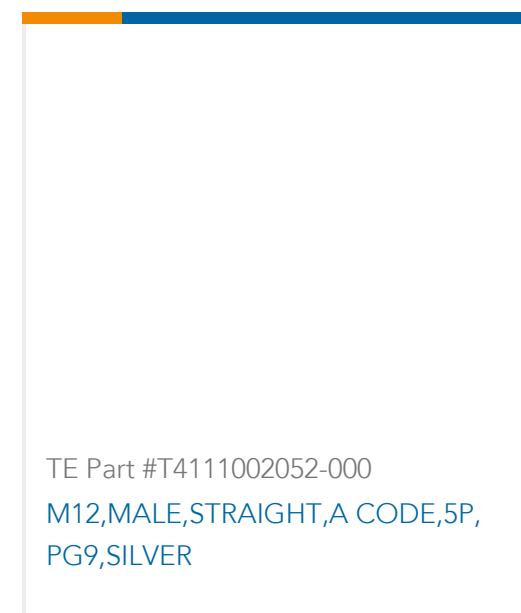 TE Part #T4111002052-000
M12,MALE,STRAIGHT,A CODE,5P,
PG9,SILVER